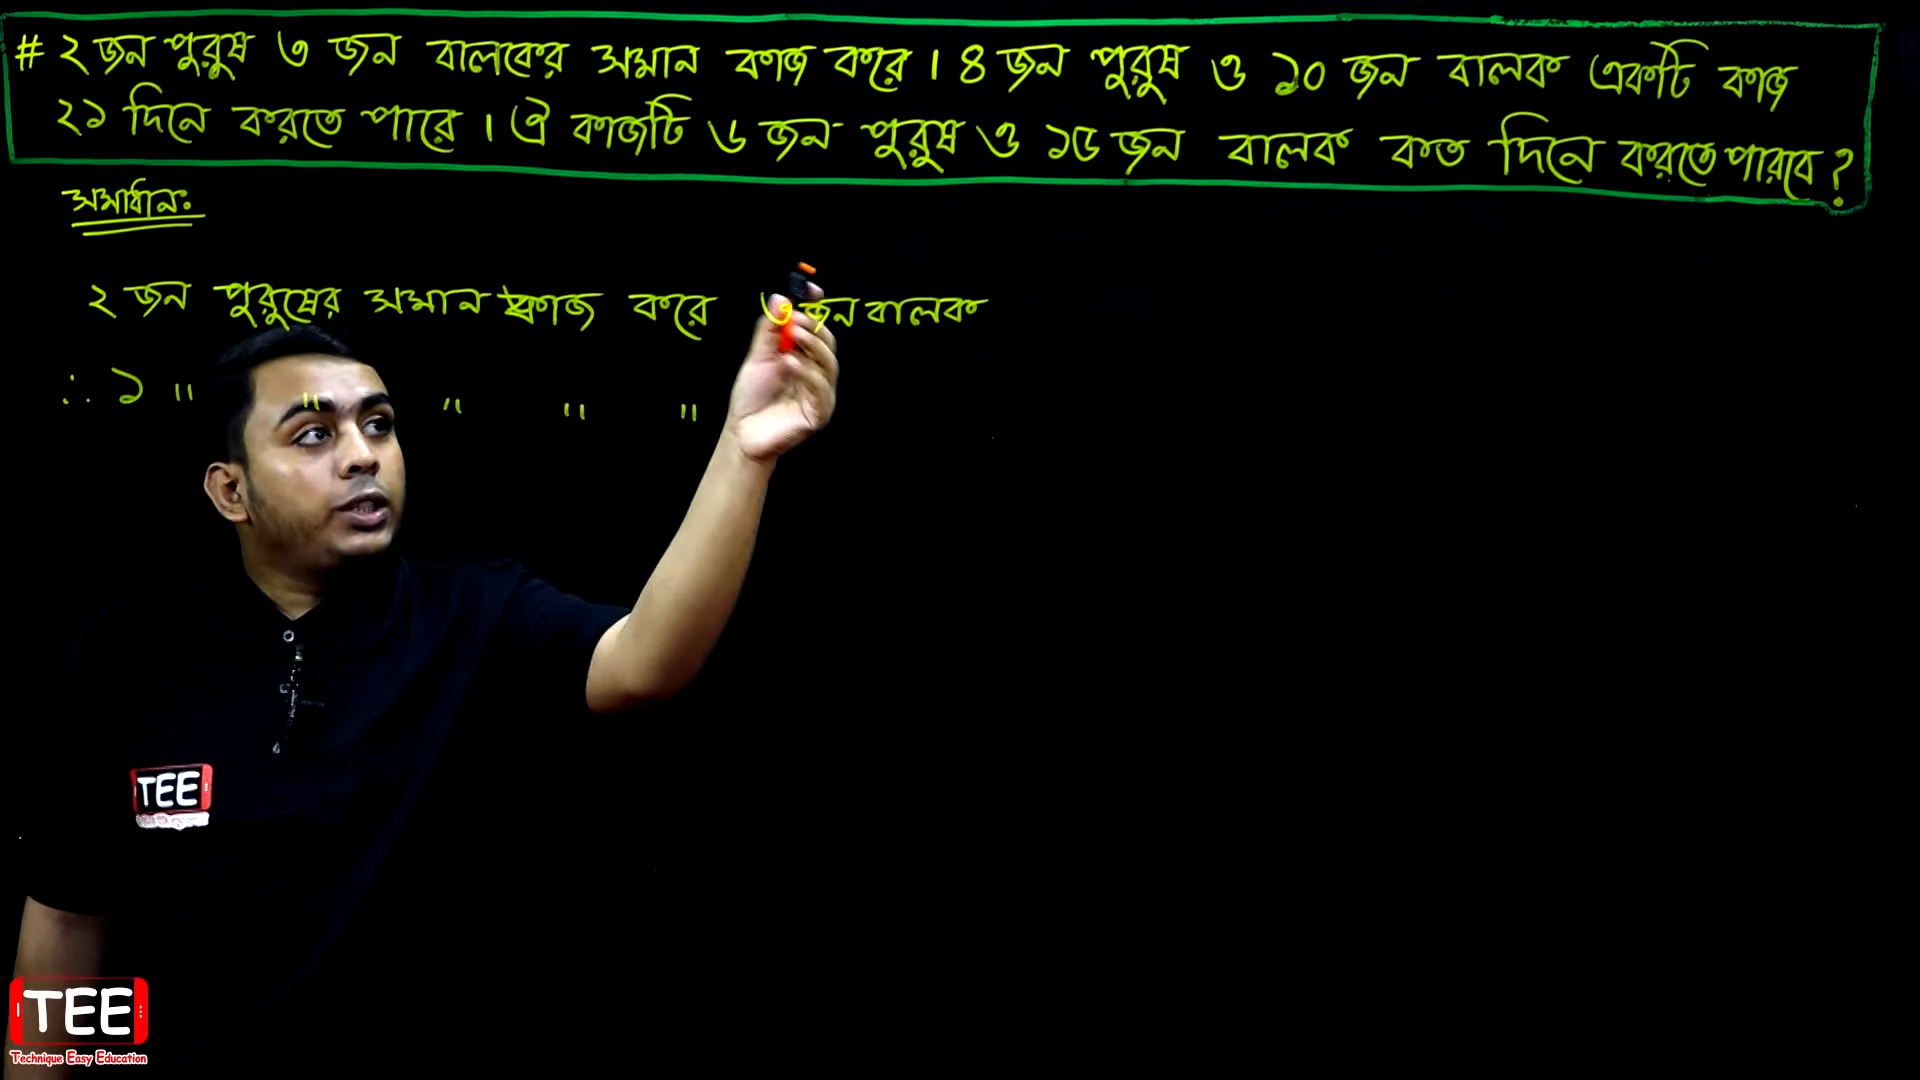 # ২ জন পুরুষ ৩ জন বালকের সমান কাজ করে। ৪ জন পুরুষ ও ১০ জন বালক একটি কাজ
২১ দিনে করতে পারে। ঐ কাজটি ৬ জন পুরুষ ও ১৫ জন বালক কত দিনে করতে পারবে?
সমাধান:
২ জন পুরুষের সমান কাজ করে ৩ জন বালক
∴ ১ " " " " "
TEE
TEE
Technique Easy Education